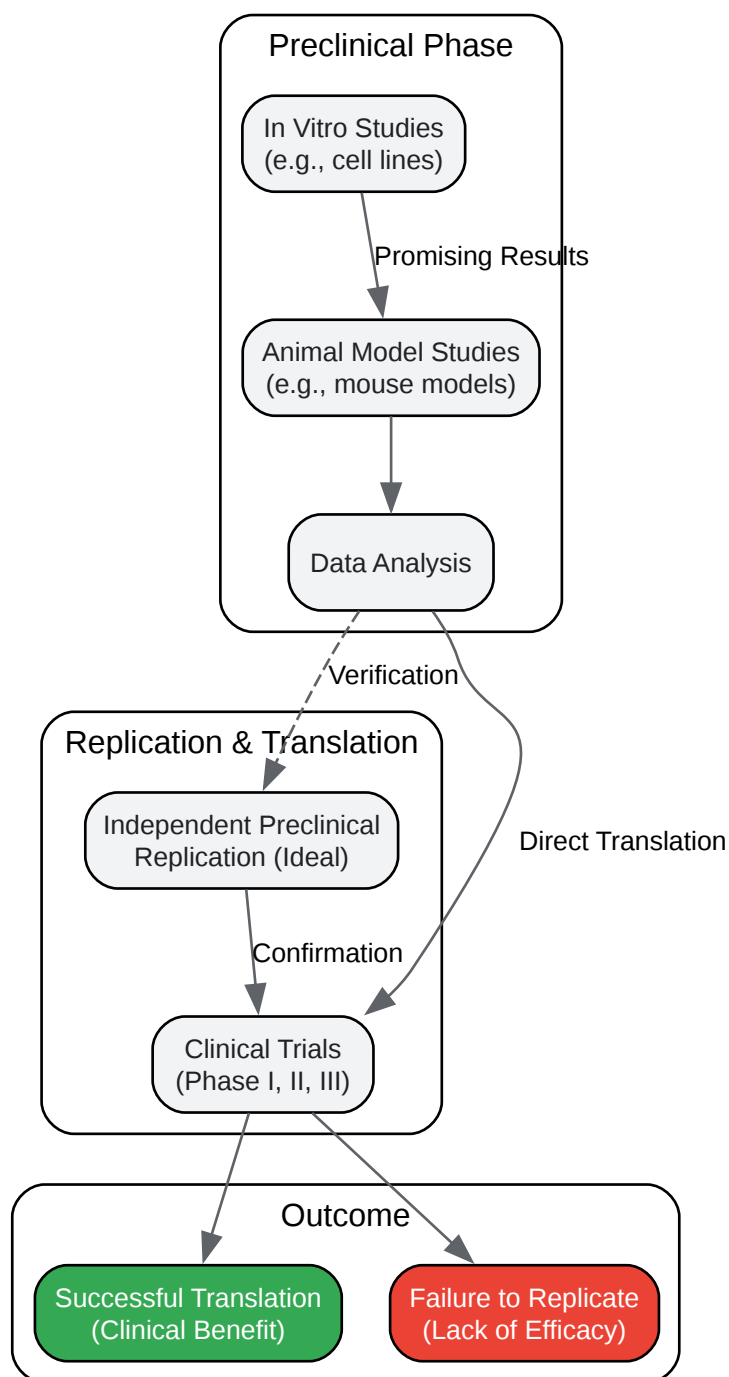 Preclinical Phase
In Vitro Studies
(e.g., cell lines)
Promising Results
Animal Model Studies
(e.g., mouse models)
Data Analysis
Verification
Replication & Translation
Independent Preclinical
Replication (Ideal)
Direct Translation
Confirmation
Clinical Trials
(Phase I, II, III)
Outcome
Successful Translation
(Clinical Benefit)
Failure to Replicate
(Lack of Efficacy)